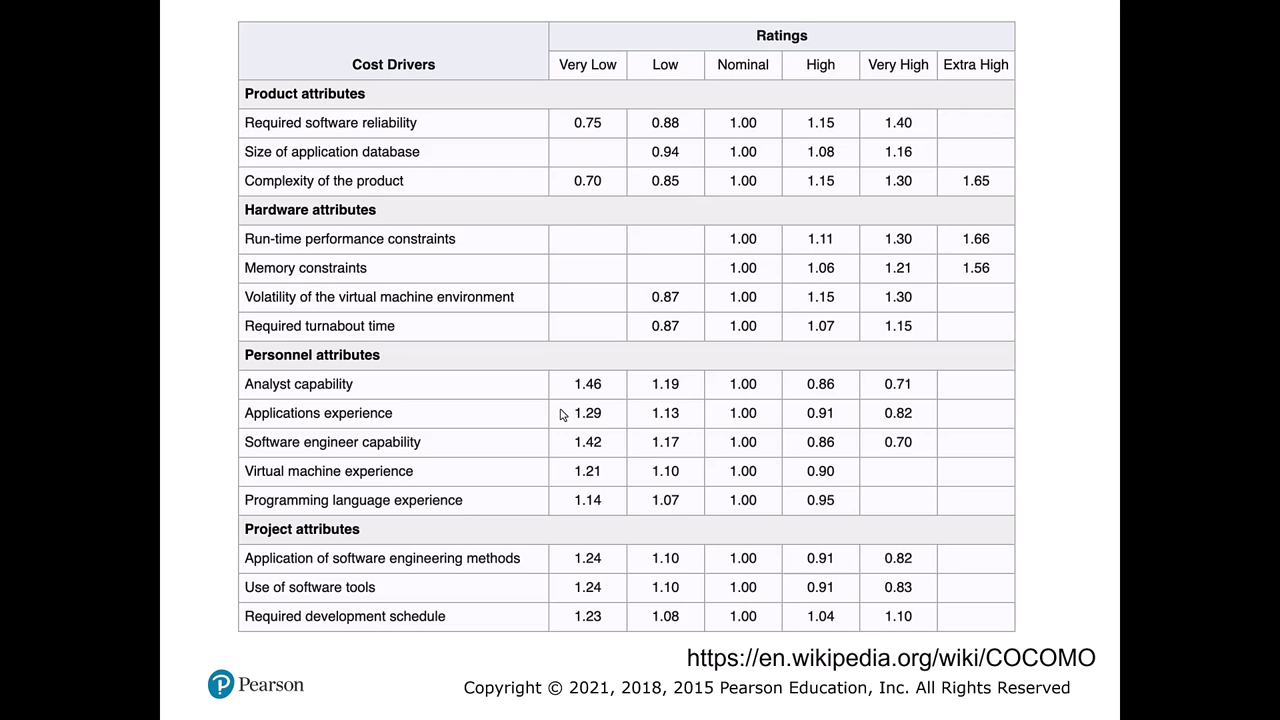 Ratings
Cost Drivers Very Low Low Nominal High Very High Extra High
Product attributes
Required software reliability 0.75 0.88 1.00 1.15 1.40
Size of application database 0.94 1.00 1.08 1.16
Complexity of the product 0.70 0.85 1.00 1.15 1.30 1.65
Hardware attributes
Run-time performance constraints 1.00 1.11 1.30 1.66
Memory constraints 1.00 1.06 1.21 1.56
Volatility of the virtual machine environment 0.87 1.00 1.15 1.30
Required turnabout time 0.87 1.00 1.07 1.15
Personnel attributes
Analyst capability 1.46 1.19 1.00 0.86 0.71
Applications experience 1.29 1.13 1.00 0.91 0.82
Software engineer capability 1.42 1.17 1.00 0.86 0.70
Virtual machine experience 1.21 1.10 1.00 0.90
Programming language experience 1.14 1.07 1.00 0.95
Project attributes
Application of software engineering methods 1.24 1.10 1.00 0.91 0.82
Use of software tools 1.24 1.10 1.00 0.91 0.83
Required development schedule 1.23 1.08 1.00 1.04 1.10
https://en.wikipedia.org/wiki/COCOMO
P Pearson
Copyright © 2021, 2018, 2015 Pearson Education, Inc. All Rights Reserved